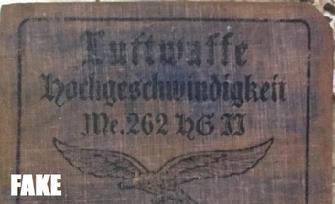 Luftwaffe
Hochgeschwindigkeit
Me.262 HG II
FAKE